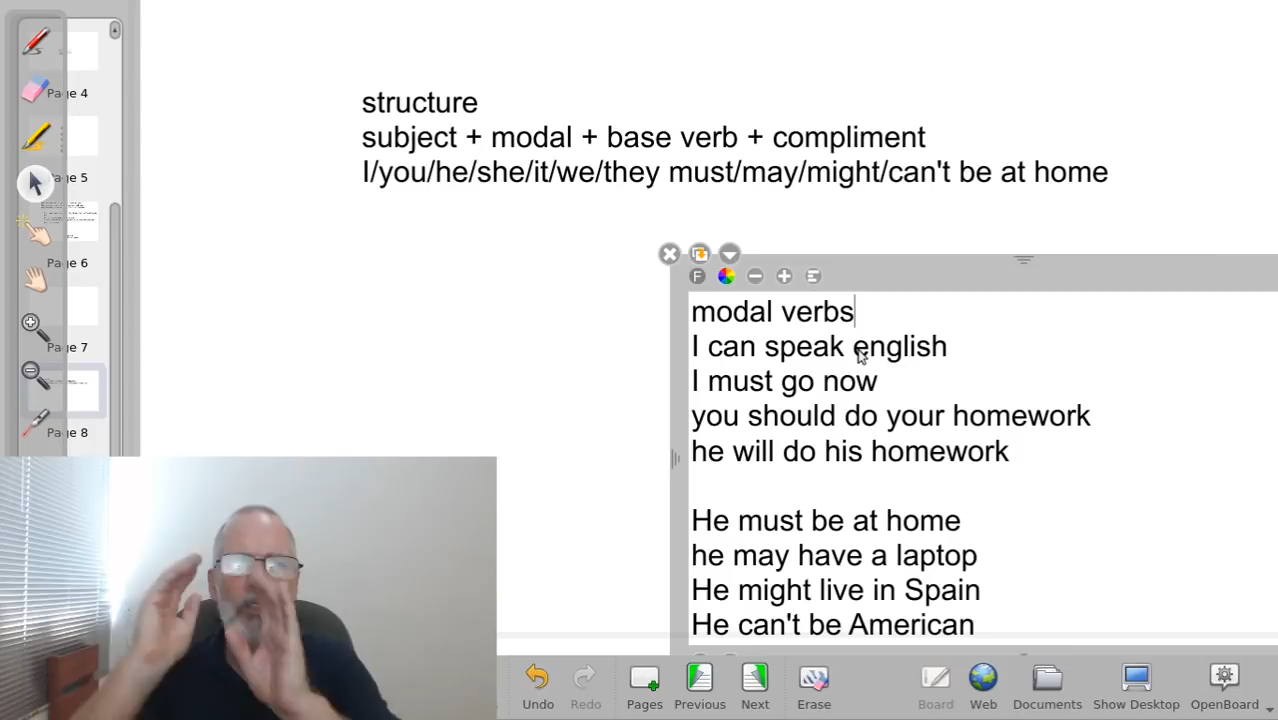 structure
subject + modal + base verb + compliment
I/you/he/she/it/we/they must/may/might/can't be at home
Page 4
Page 5
Page 6
Page 7
Page 8
F
modal verbs
I can speak english
I must go now
you should do your homework
he will do his homework
He must be at home
he may have a laptop
He might live in Spain
He can't be American
Undo
Redo
Pages
Previous
Next
Erase
Board
Web
Documents
Show Desktop
OpenBoard